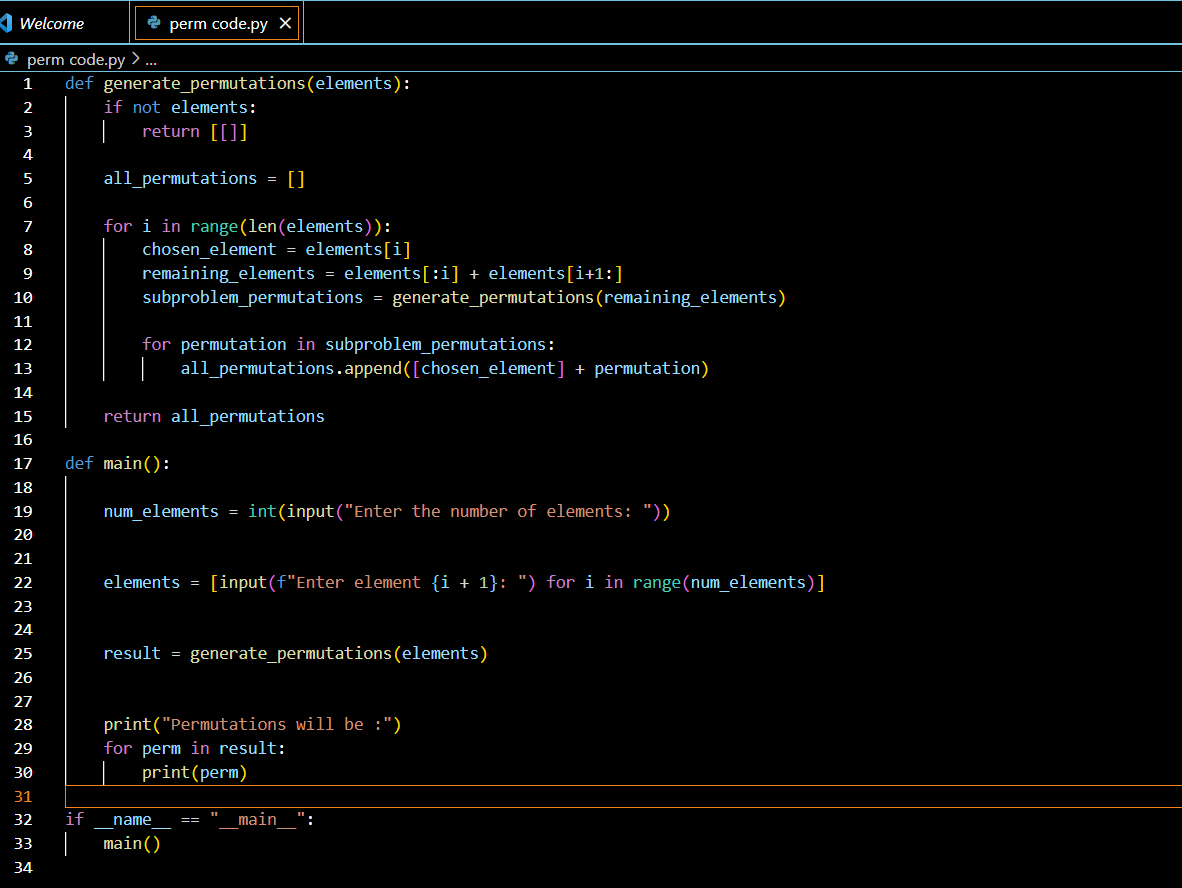 Welcome
perm code.py
perm code.py > ...
1 def generate_permutations(elements):
2     if not elements:
3         return [[]]
4
5     all_permutations = []
6
7     for i in range(len(elements)):
8         chosen_element = elements[i]
9         remaining_elements = elements[:i] + elements[i+1:]
10         subproblem_permutations = generate_permutations(remaining_elements)
11
12         for permutation in subproblem_permutations:
13             all_permutations.append([chosen_element] + permutation)
14
15     return all_permutations
16
17 def main():
18
19     num_elements = int(input("Enter the number of elements: "))
20
21
22     elements = [input(f"Enter element {i + 1}: ") for i in range(num_elements)]
23
24
25     result = generate_permutations(elements)
26
27
28     print("Permutations will be :")
29     for perm in result:
30         print(perm)
31
32 if __name__ == "__main__":
33     main()
34